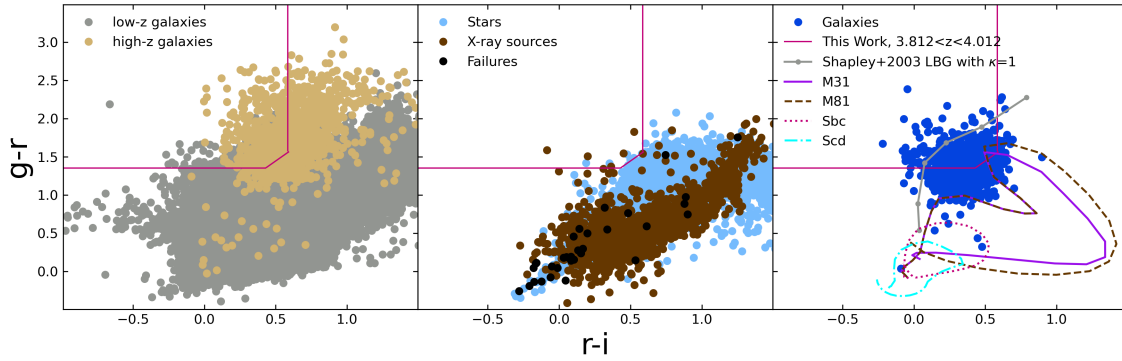 low-z galaxies
high-z galaxies
Stars
X-ray sources
Failures
Galaxies
This Work, 3.812<z<4.012
Shapley+2003 LBG with κ=1
M31
M81
Sbc
Scd
g-r
3.0
2.5
2.0
1.5
1.0
0.5
0.0
−0.5 0.0 0.5 1.0
−0.5 0.0 0.5 1.0
−0.5 0.0 0.5 1.0
r-i